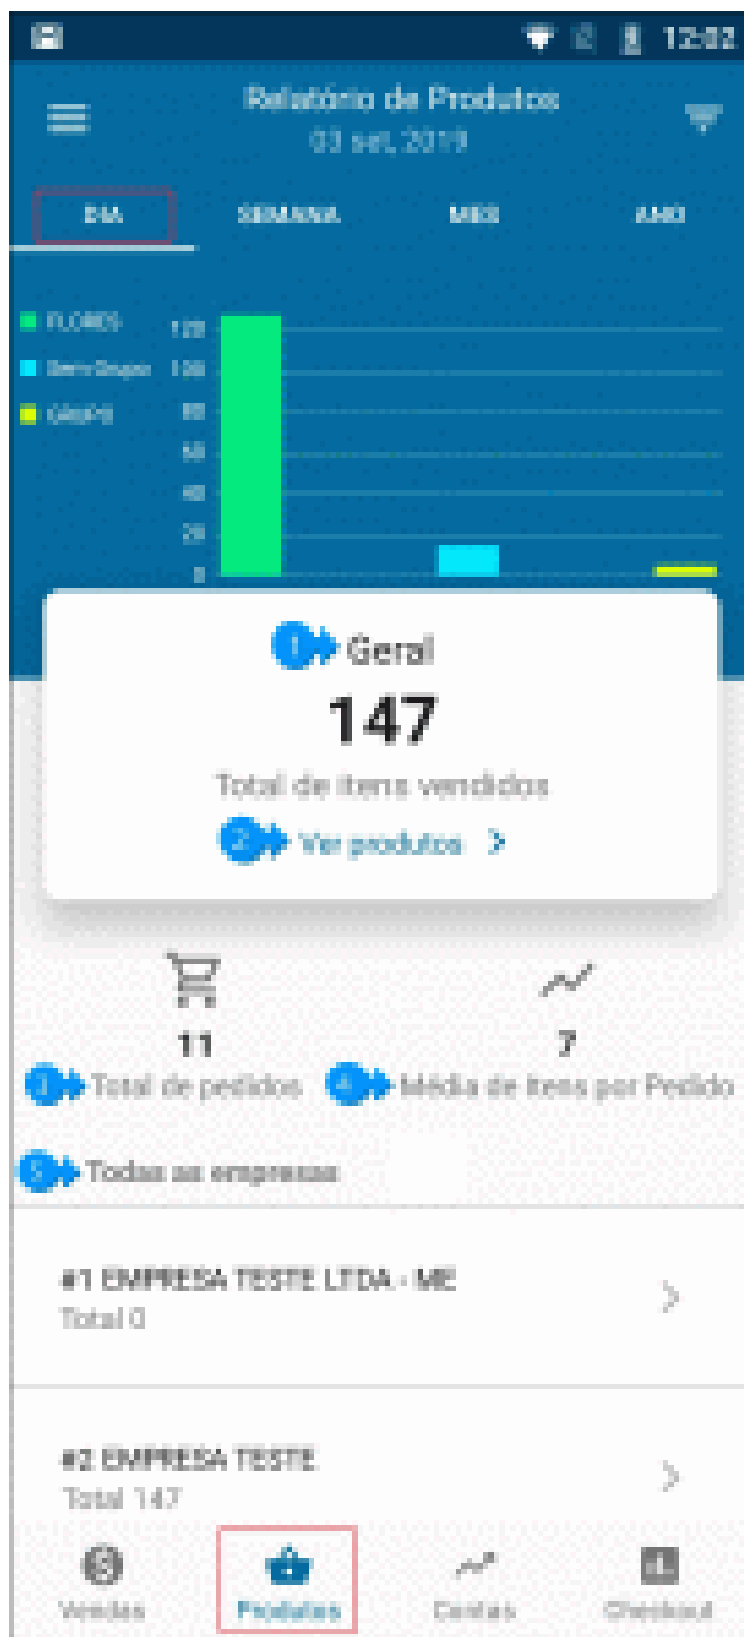 12:02
Relatório de Produtos
03 set, 2019
DIA SEMANA MES ANO
FLORES
Sem Grupo
GRUPO
120
100
80
60
40
20
0
1 Geral
147
Total de itens vendidos
2 Ver produtos
11
7
3 Total de pedidos
4 Média de itens por Pedido
5 Todas as empresas
#1 EMPRESA TESTE LTDA - ME
Total 0
#2 EMPRESA TESTE
Total 147
Vendas Produtos Contas Checkout